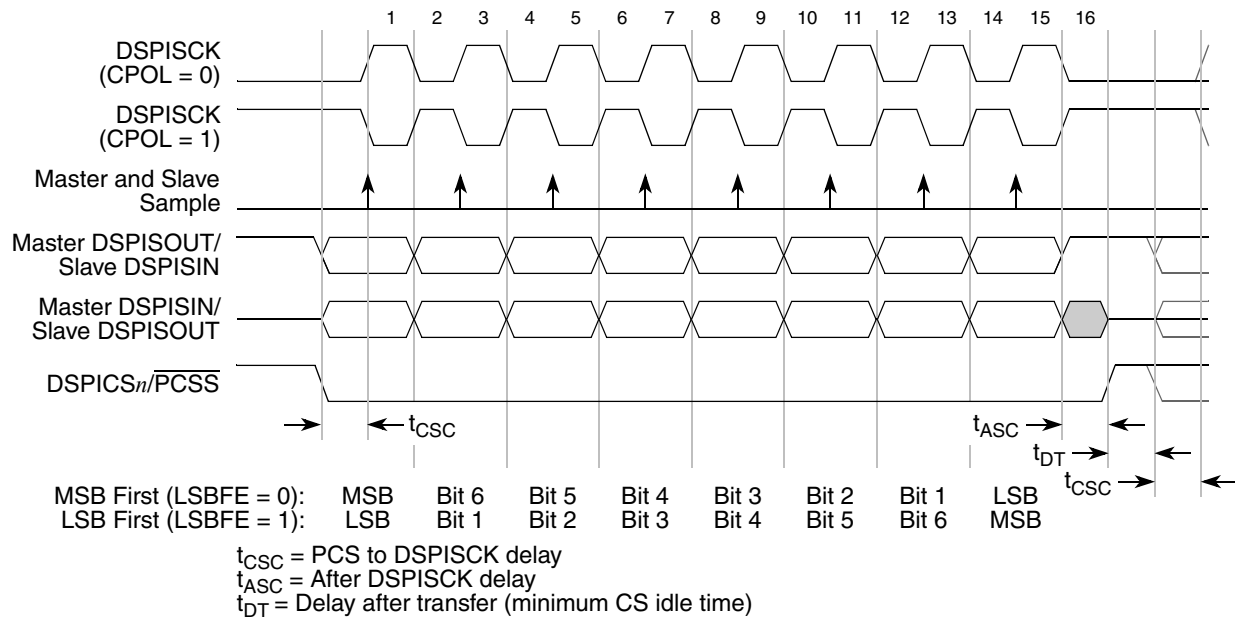 1 2 3 4 5 6 7 8 9 10 11 12 13 14 15 16
DSPISCK
(CPOL = 0)
DSPISCK
(CPOL = 1)
Master and Slave
Sample
Master DSPISOUT/
Slave DSPISIN
Master DSPISIN/
Slave DSPISOUT
DSPICSn/PCSS
tCSC
tASC
tDT
tCSC
MSB First (LSBFE = 0): MSB Bit 6 Bit 5 Bit 4 Bit 3 Bit 2 Bit 1 LSB
LSB First (LSBFE = 1): LSB Bit 1 Bit 2 Bit 3 Bit 4 Bit 5 Bit 6 MSB
tCSC = PCS to DSPISCK delay
tASC = After DSPISCK delay
tDT = Delay after transfer (minimum CS idle time)